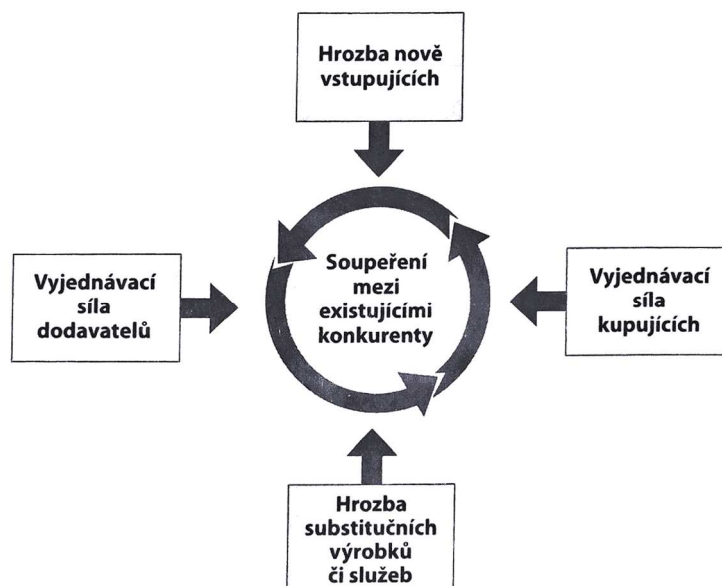 Hrozba nově
vstupujících
Vyjednávací
síla
dodavatelů
Soupeření
mezi
existujícími
konkurenty
Vyjednávací
síla
kupujících
Hrozba
substitučních
výrobků
či služeb